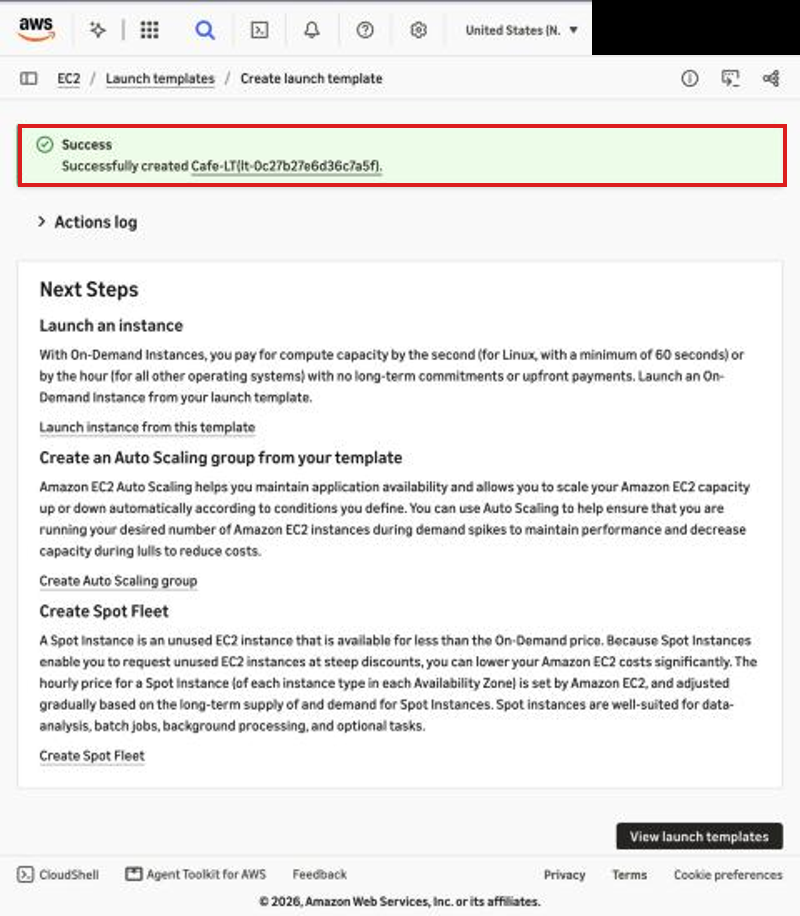 aws
United States (N.
EC2 / Launch templates / Create launch template
Success
Successfully created Cafe-LT(lt-0c27b27e6d36c7a5f).
Actions log
Next Steps
Launch an instance
With On-Demand Instances, you pay for compute capacity by the second (for Linux, with a minimum of 60 seconds) or
by the hour (for all other operating systems) with no long-term commitments or upfront payments. Launch an On-
Demand Instance from your launch template.
Launch instance from this template
Create an Auto Scaling group from your template
Amazon EC2 Auto Scaling helps you maintain application availability and allows you to scale your Amazon EC2 capacity
up or down automatically according to conditions you define. You can use Auto Scaling to help ensure that you are
running your desired number of Amazon EC2 instances during demand spikes to maintain performance and decrease
capacity during lulls to reduce costs.
Create Auto Scaling group
Create Spot Fleet
A Spot Instance is an unused EC2 instance that is available for less than the On-Demand price. Because Spot Instances
enable you to request unused EC2 instances at steep discounts, you can lower your Amazon EC2 costs significantly. The
hourly price for a Spot Instance (of each instance type in each Availability Zone) is set by Amazon EC2, and adjusted
gradually based on the long-term supply of and demand for Spot Instances. Spot instances are well-suited for data-
analysis, batch jobs, background processing, and optional tasks.
Create Spot Fleet
View launch templates
CloudShell Agent Toolkit for AWS Feedback Privacy Terms Cookie preferences
© 2026, Amazon Web Services, Inc. or its affiliates.